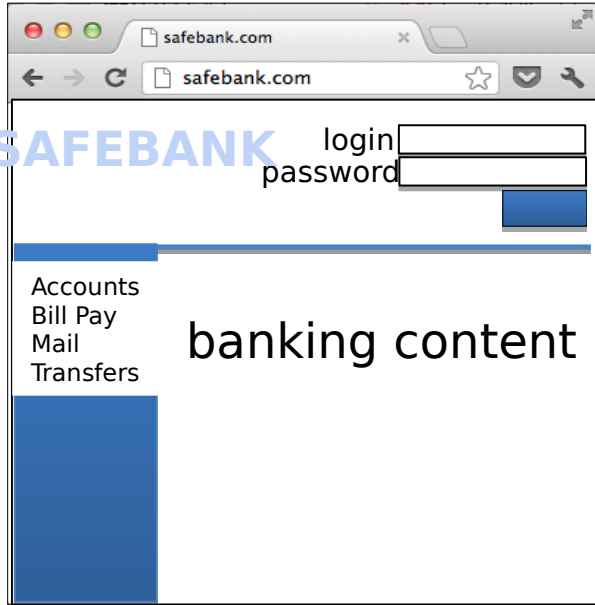 safebank.com
safebank.com
SAFEBANK
login
password
Accounts
Bill Pay
Mail
Transfers
banking content